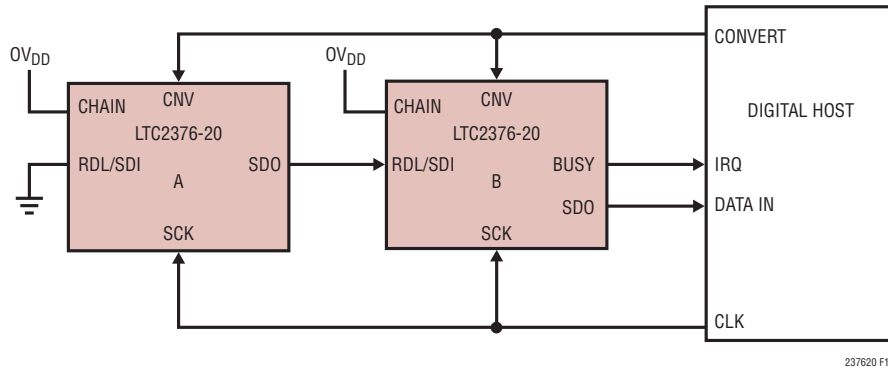 CONVERT
OVDD
OVDD
CHAIN
CNV
CHAIN
CNV
DIGITAL HOST
LTC2376-20
LTC2376-20
RDL/SDI
SDO
RDL/SDI
BUSY
IRQ
A
B
SDO
DATA IN
SCK
SCK
CLK
237620 F1